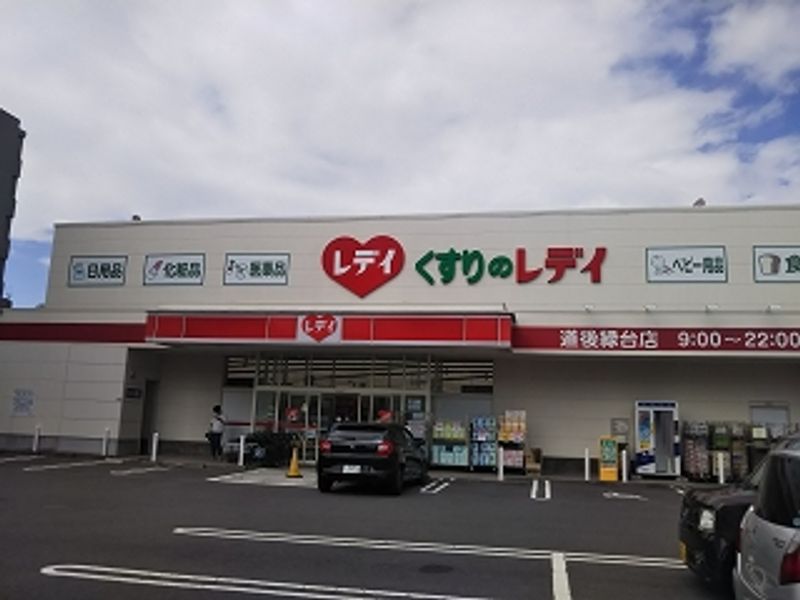 日用品
化粧品
医薬品
レデイ
くすりのレデイ
ベビー用品
食
レデイ
道後緑台店 9:00～22:00